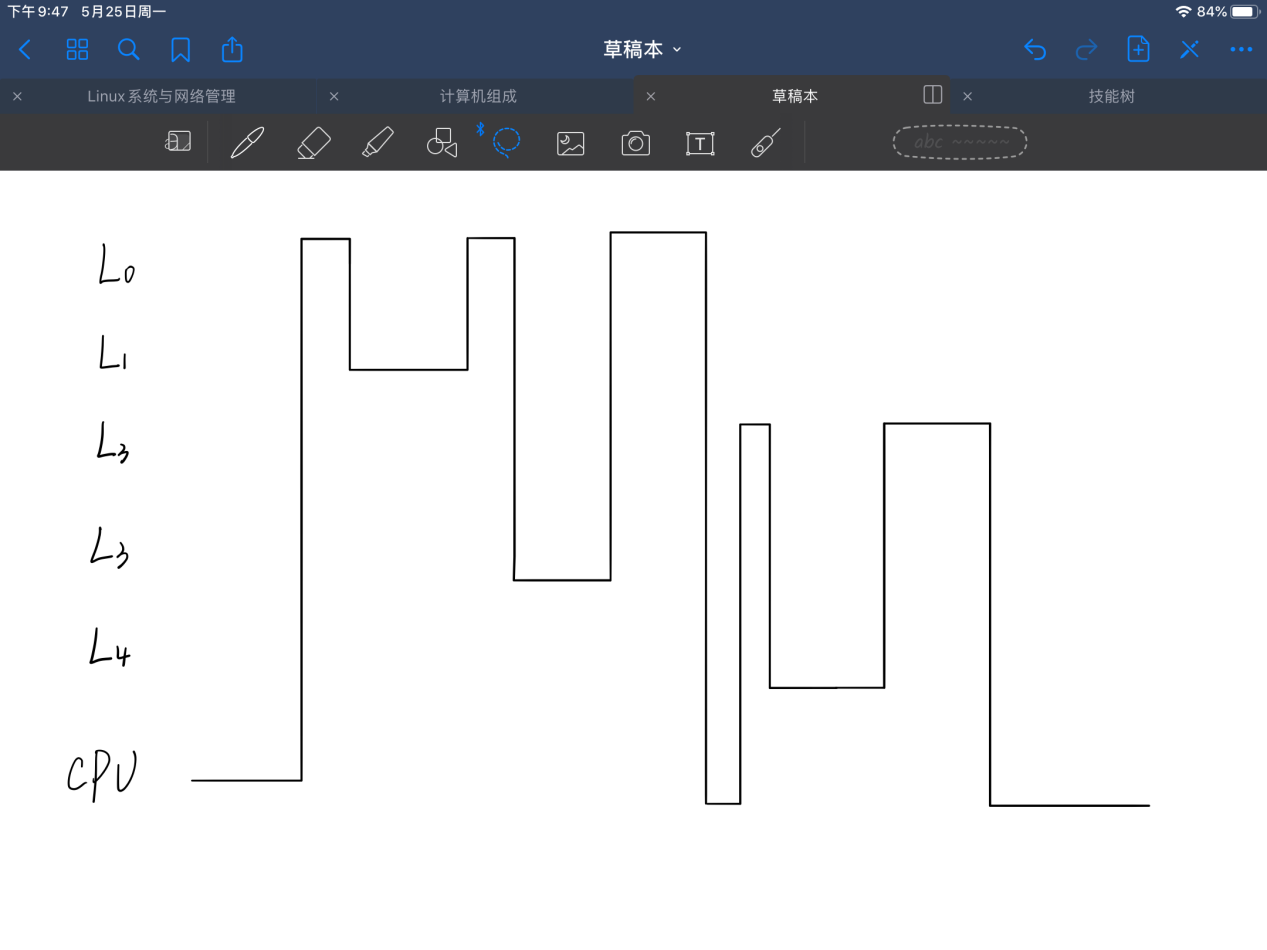 下午9:47 5月25日周一 84%
草稿本
Linux 系统与网络管理 计算机组成 草稿本 技能树
T abc ~~~~~
L0
L1
L3
L3
L4
CPU